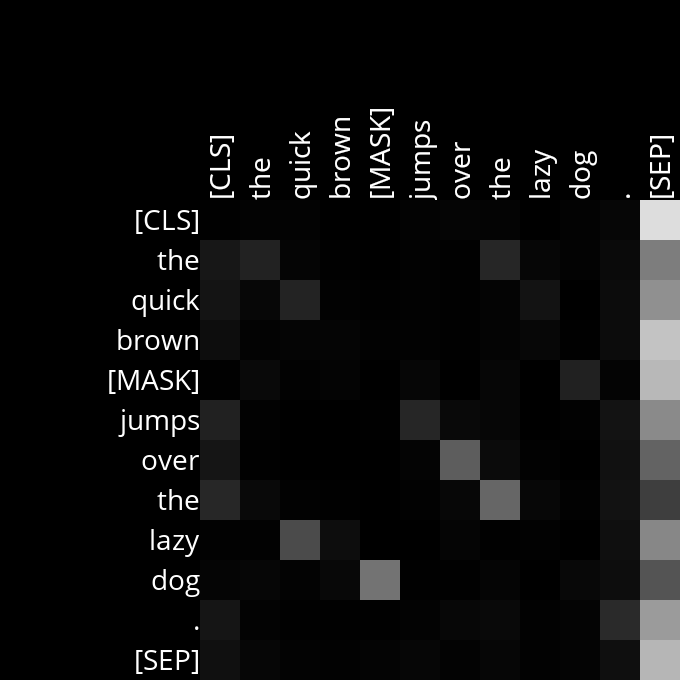 [CLS] the quick brown [MASK] jumps over the lazy dog . [SEP]
[CLS]
the
quick
brown
[MASK]
jumps
over
the
lazy
dog
.
[SEP]